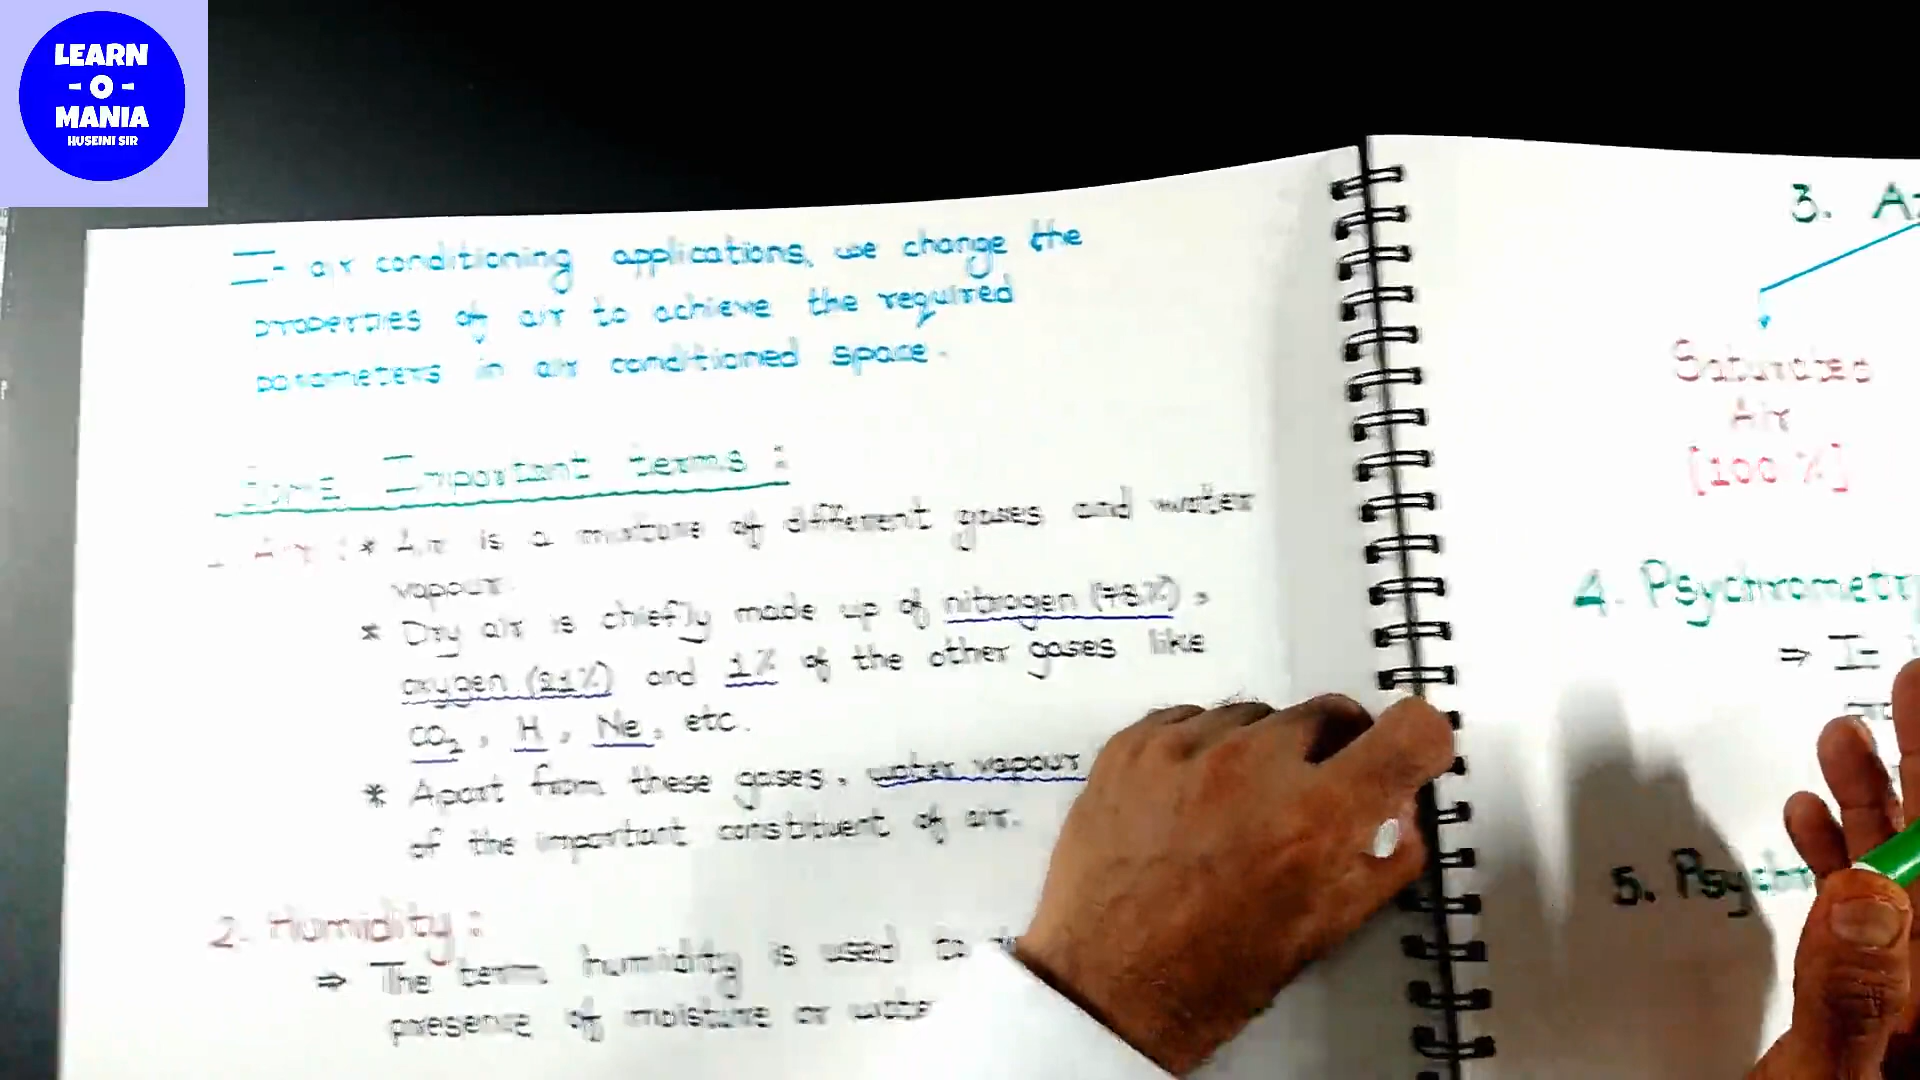 LEARN
- O -
MANIA
HUSEINI SIR
In air conditioning applications, we change the
properties of air to achieve the required
parameters in air conditioned space.
Some Important terms :
1. Air : * Air is a mixture of different gases and water
vapour.
* Dry air is chiefly made up of nitrogen (78%),
oxygen (21%) and 1% of the other gases like
CO2, H, Ne, etc.
* Apart from these gases, water vapour
of the important constituent of air.
2. Humidity :
⇒ The term humidity is used to
presence of moisture or
3.
Saturated
Air
[100 %]
4. Psychrometry
⇒ In
5.